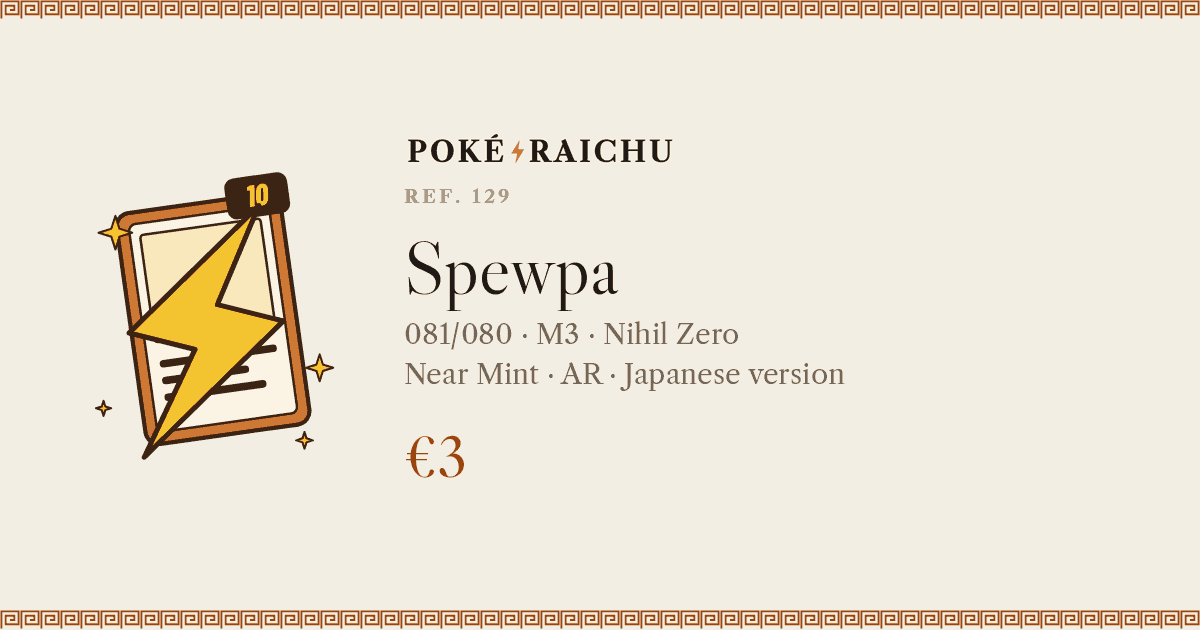 10
POKÉ RAICHU
REF. 129
Spewpa
081/080 · M3 · Nihil Zero
Near Mint · AR · Japanese version
€3